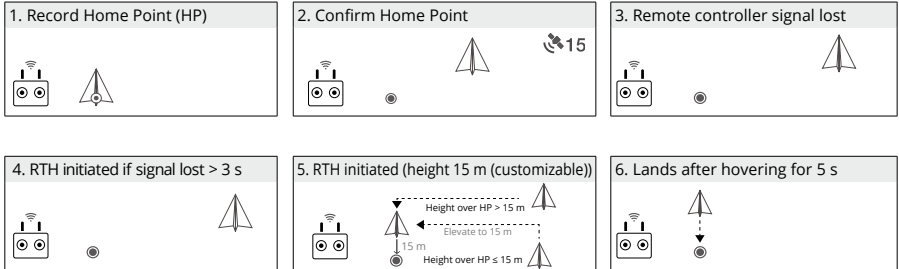 1. Record Home Point (HP)
2. Confirm Home Point
15
3. Remote controller signal lost
4. RTH initiated if signal lost > 3 s
5. RTH initiated (height 15 m (customizable))
Height over HP > 15 m
Elevate to 15 m
15 m
Height over HP ≤ 15 m
6. Lands after hovering for 5 s